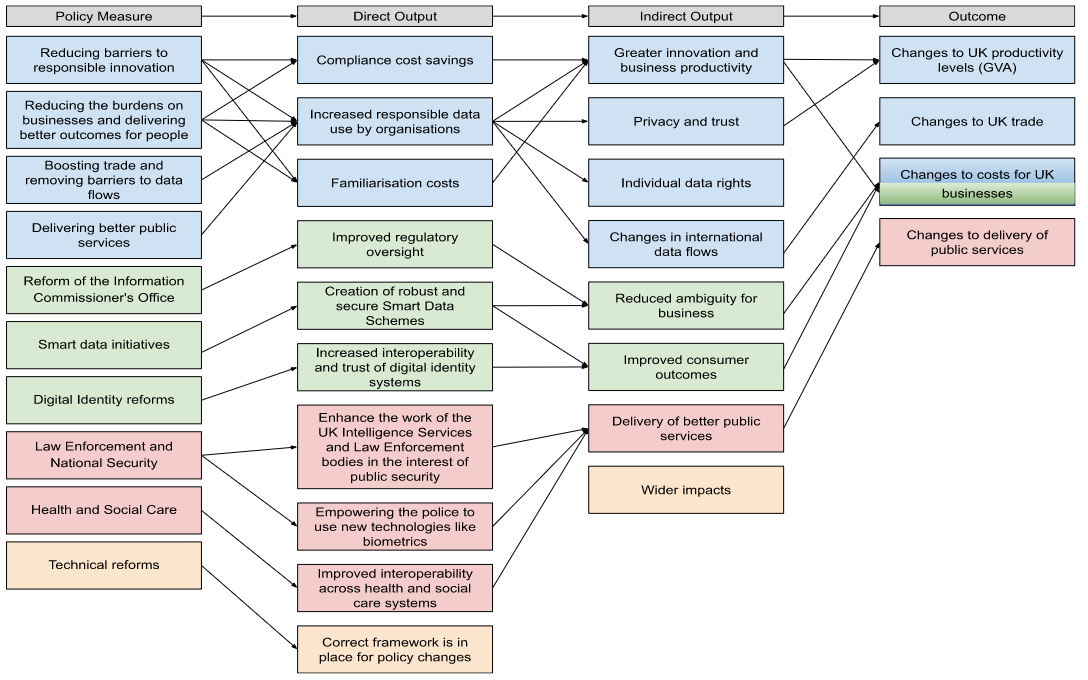 Policy Measure
Direct Output
Indirect Output
Outcome
Reducing barriers to
responsible innovation
Reducing the burdens on
businesses and delivering
better outcomes for people
Boosting trade and
removing barriers to data
flows
Delivering better public
services
Reform of the Information
Commissioner's Office
Smart data initiatives
Digital Identity reforms
Law Enforcement and
National Security
Health and Social Care
Technical reforms
Compliance cost savings
Increased responsible data
use by organisations
Familiarisation costs
Improved regulatory
oversight
Creation of robust and
secure Smart Data
Schemes
Increased interoperability
and trust of digital identity
systems
Enhance the work of the
UK Intelligence Services
and Law Enforcement
bodies in the interest of
public security
Empowering the police to
use new technologies like
biometrics
Improved interoperability
across health and social
care systems
Correct framework is in
place for policy changes
Greater innovation and
business productivity
Privacy and trust
Individual data rights
Changes in international
data flows
Reduced ambiguity for
business
Improved consumer
outcomes
Delivery of better public
services
Wider impacts
Changes to UK productivity
levels (GVA)
Changes to UK trade
Changes to costs for UK
businesses
Changes to delivery of
public services